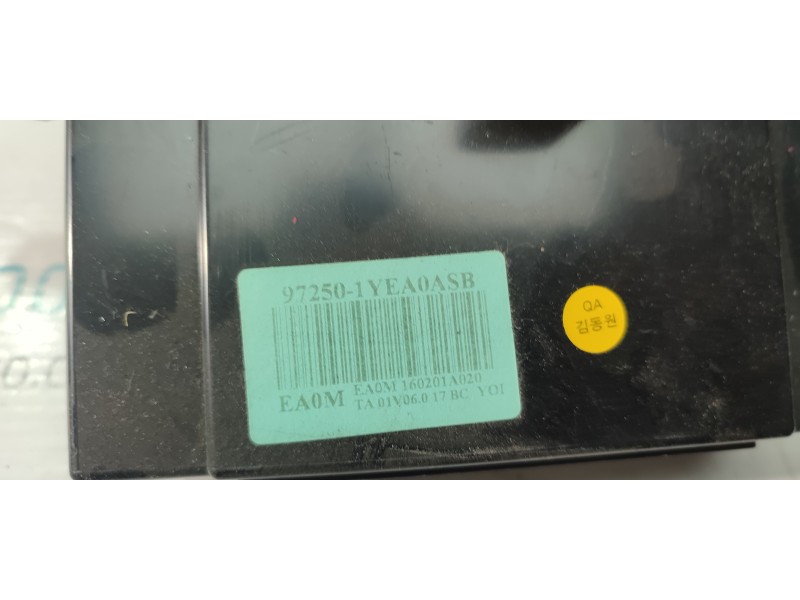 97250-1YEA0ASB
EA0M
EA0M 160201A020
TA 01V06.0 17 BC YOI
QA
김동원